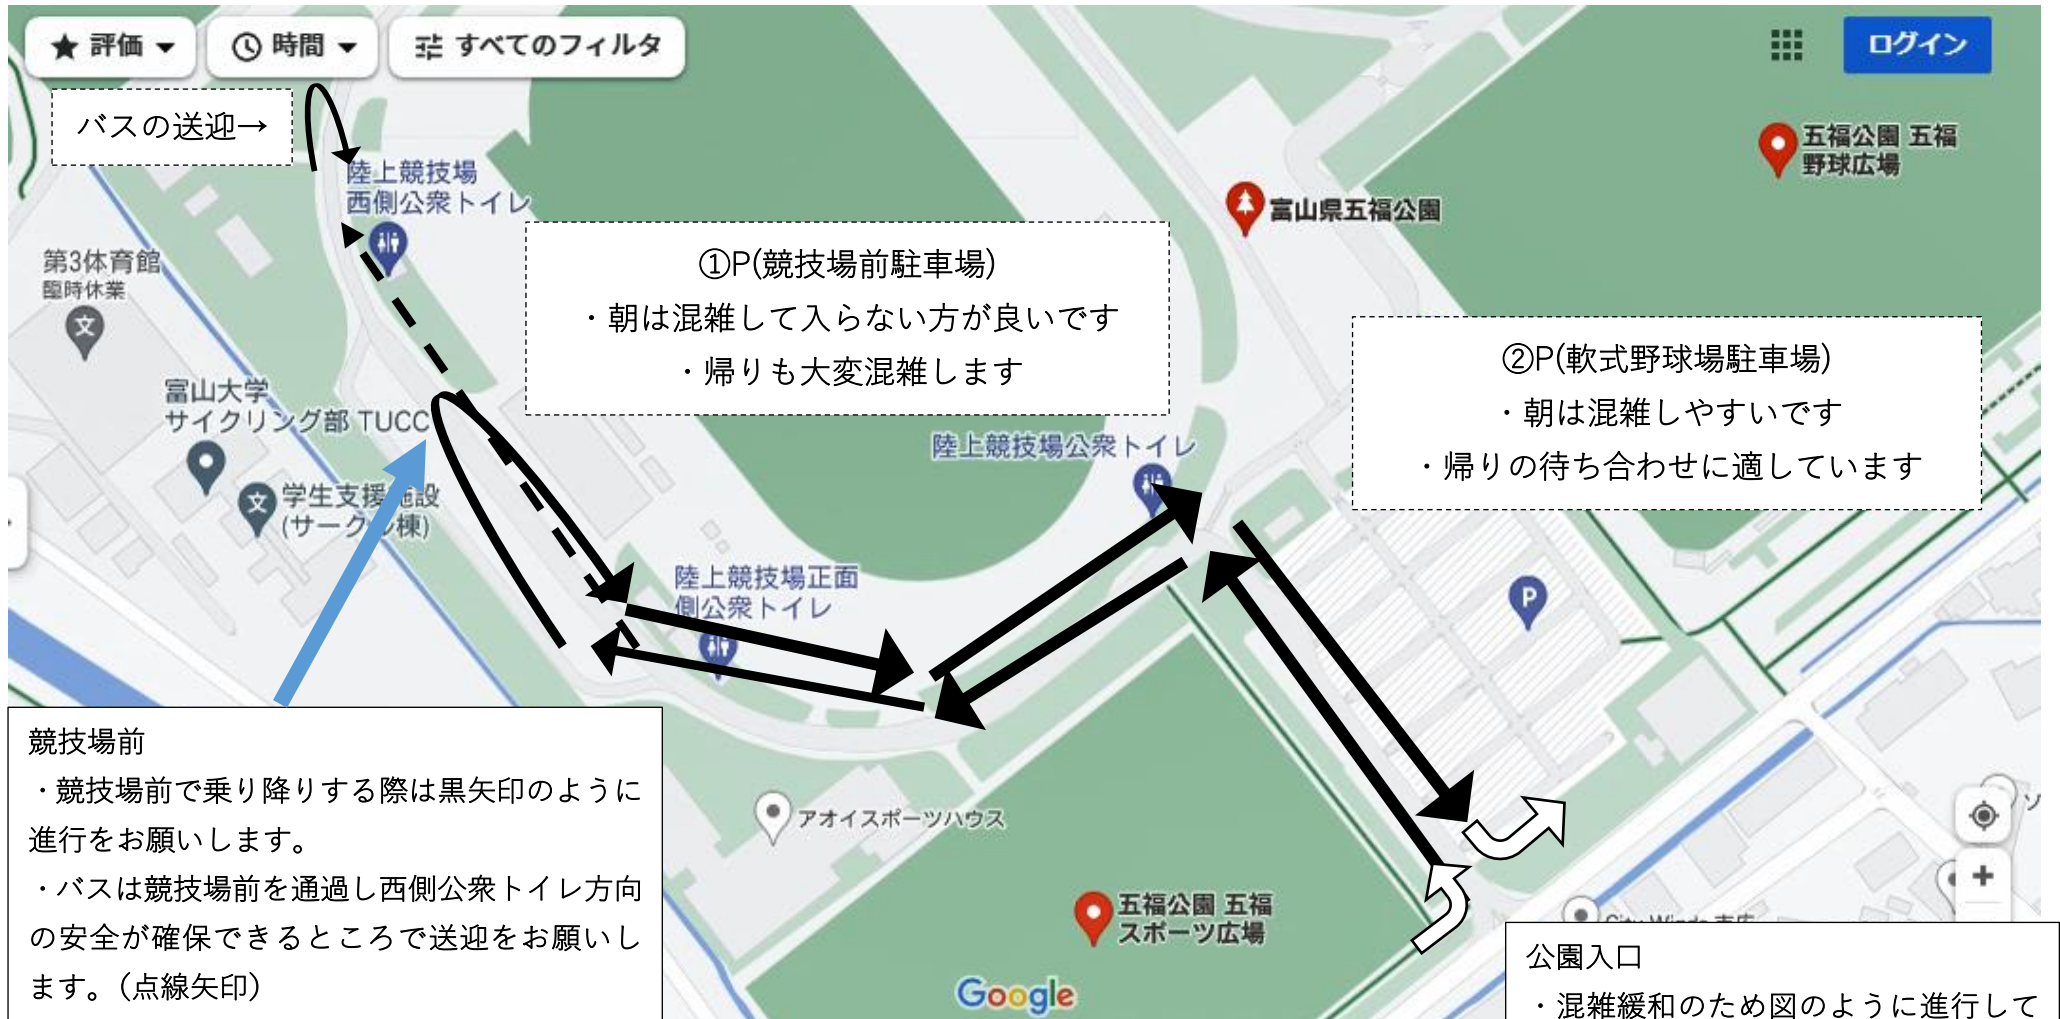 評価
時間
すべてのフィルタ
ログイン
バスの送迎→
陸上競技場
西側公衆トイレ
五福公園 五福
野球広場
富山県五福公園
第3体育館
臨時休業
文
①P(競技場前駐車場)
・朝は混雑して入らない方が良いです
・帰りも大変混雑します
②P(軟式野球場駐車場)
・朝は混雑しやすいです
・帰りの待ち合わせに適しています
富山大学
サイクリング部 TUCC
陸上競技場公衆トイレ
文
学生支援施設
(サークル棟)
陸上競技場正面
側公衆トイレ
P
競技場前
・競技場前で乗り降りする際は黒矢印のように
進行をお願いします。
・バスは競技場前を通過し西側公衆トイレ方向
の安全が確保できるところで送迎をお願いし
ます。(点線矢印)
アオイスポーツハウス
ソ
五福公園 五福
スポーツ広場
Google
公園入口
・混雑緩和のため図のように進行して